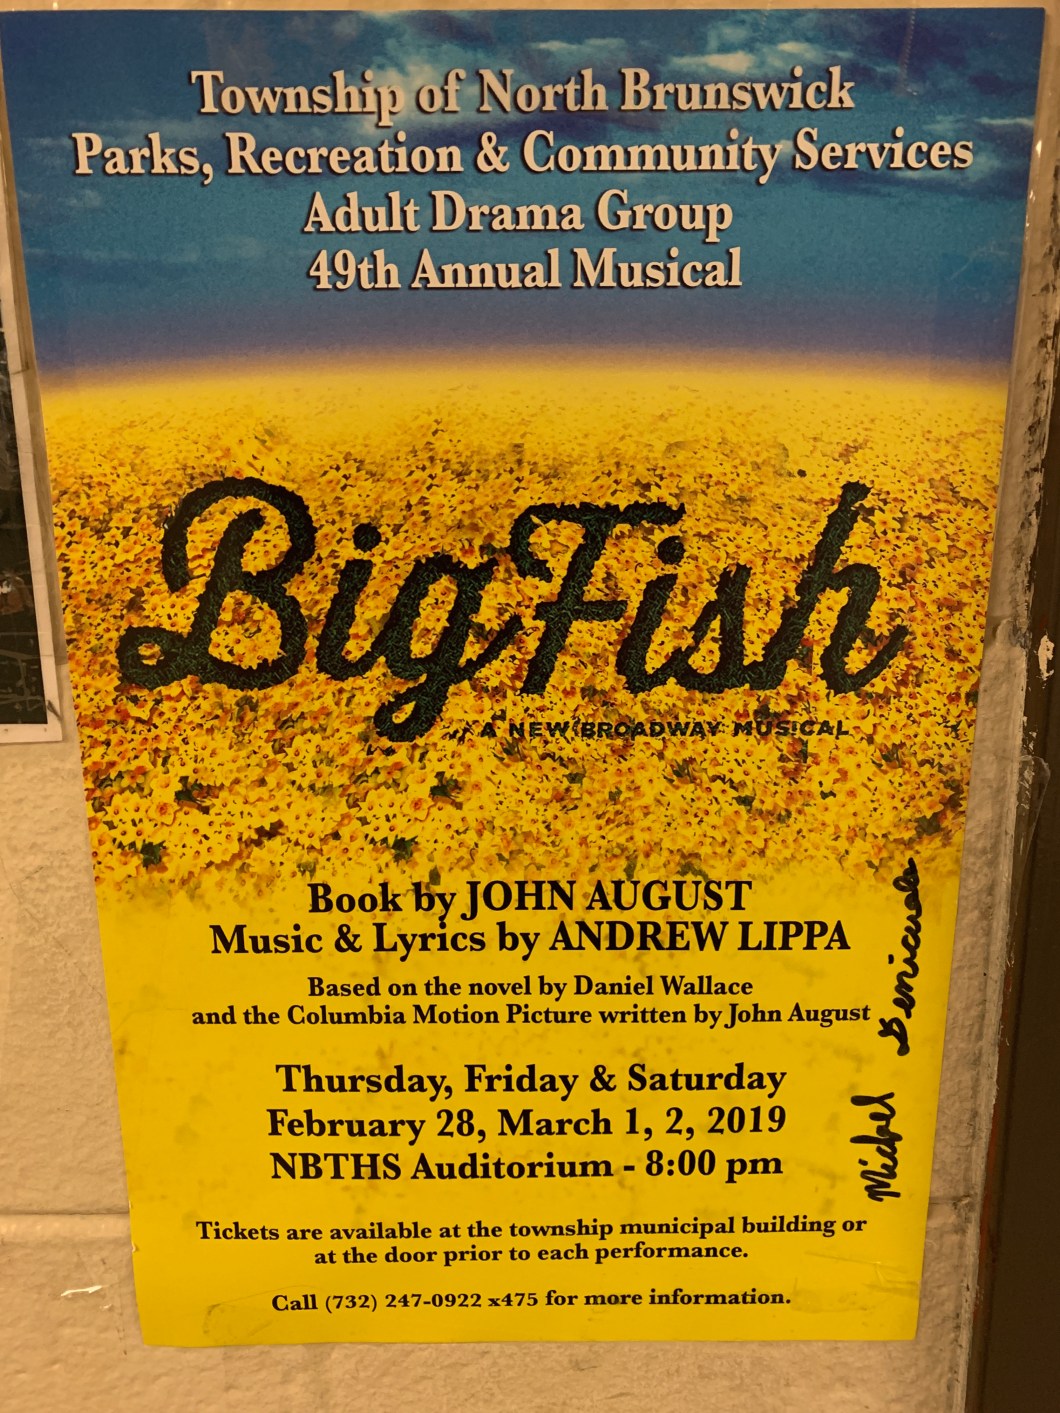 Township of North Brunswick
Parks, Recreation & Community Services
Adult Drama Group
49th Annual Musical
Big Fish
A NEW BROADWAY MUSICAL
Book by JOHN AUGUST
Music & Lyrics by ANDREW LIPPA
Based on the novel by Daniel Wallace
and the Columbia Motion Picture written by John August
Thursday, Friday & Saturday
February 28, March 1, 2, 2019
NBTHS Auditorium - 8:00 pm
Tickets are available at the township municipal building or
at the door prior to each performance.
Call (732) 247-0922 x475 for more information.
Michael